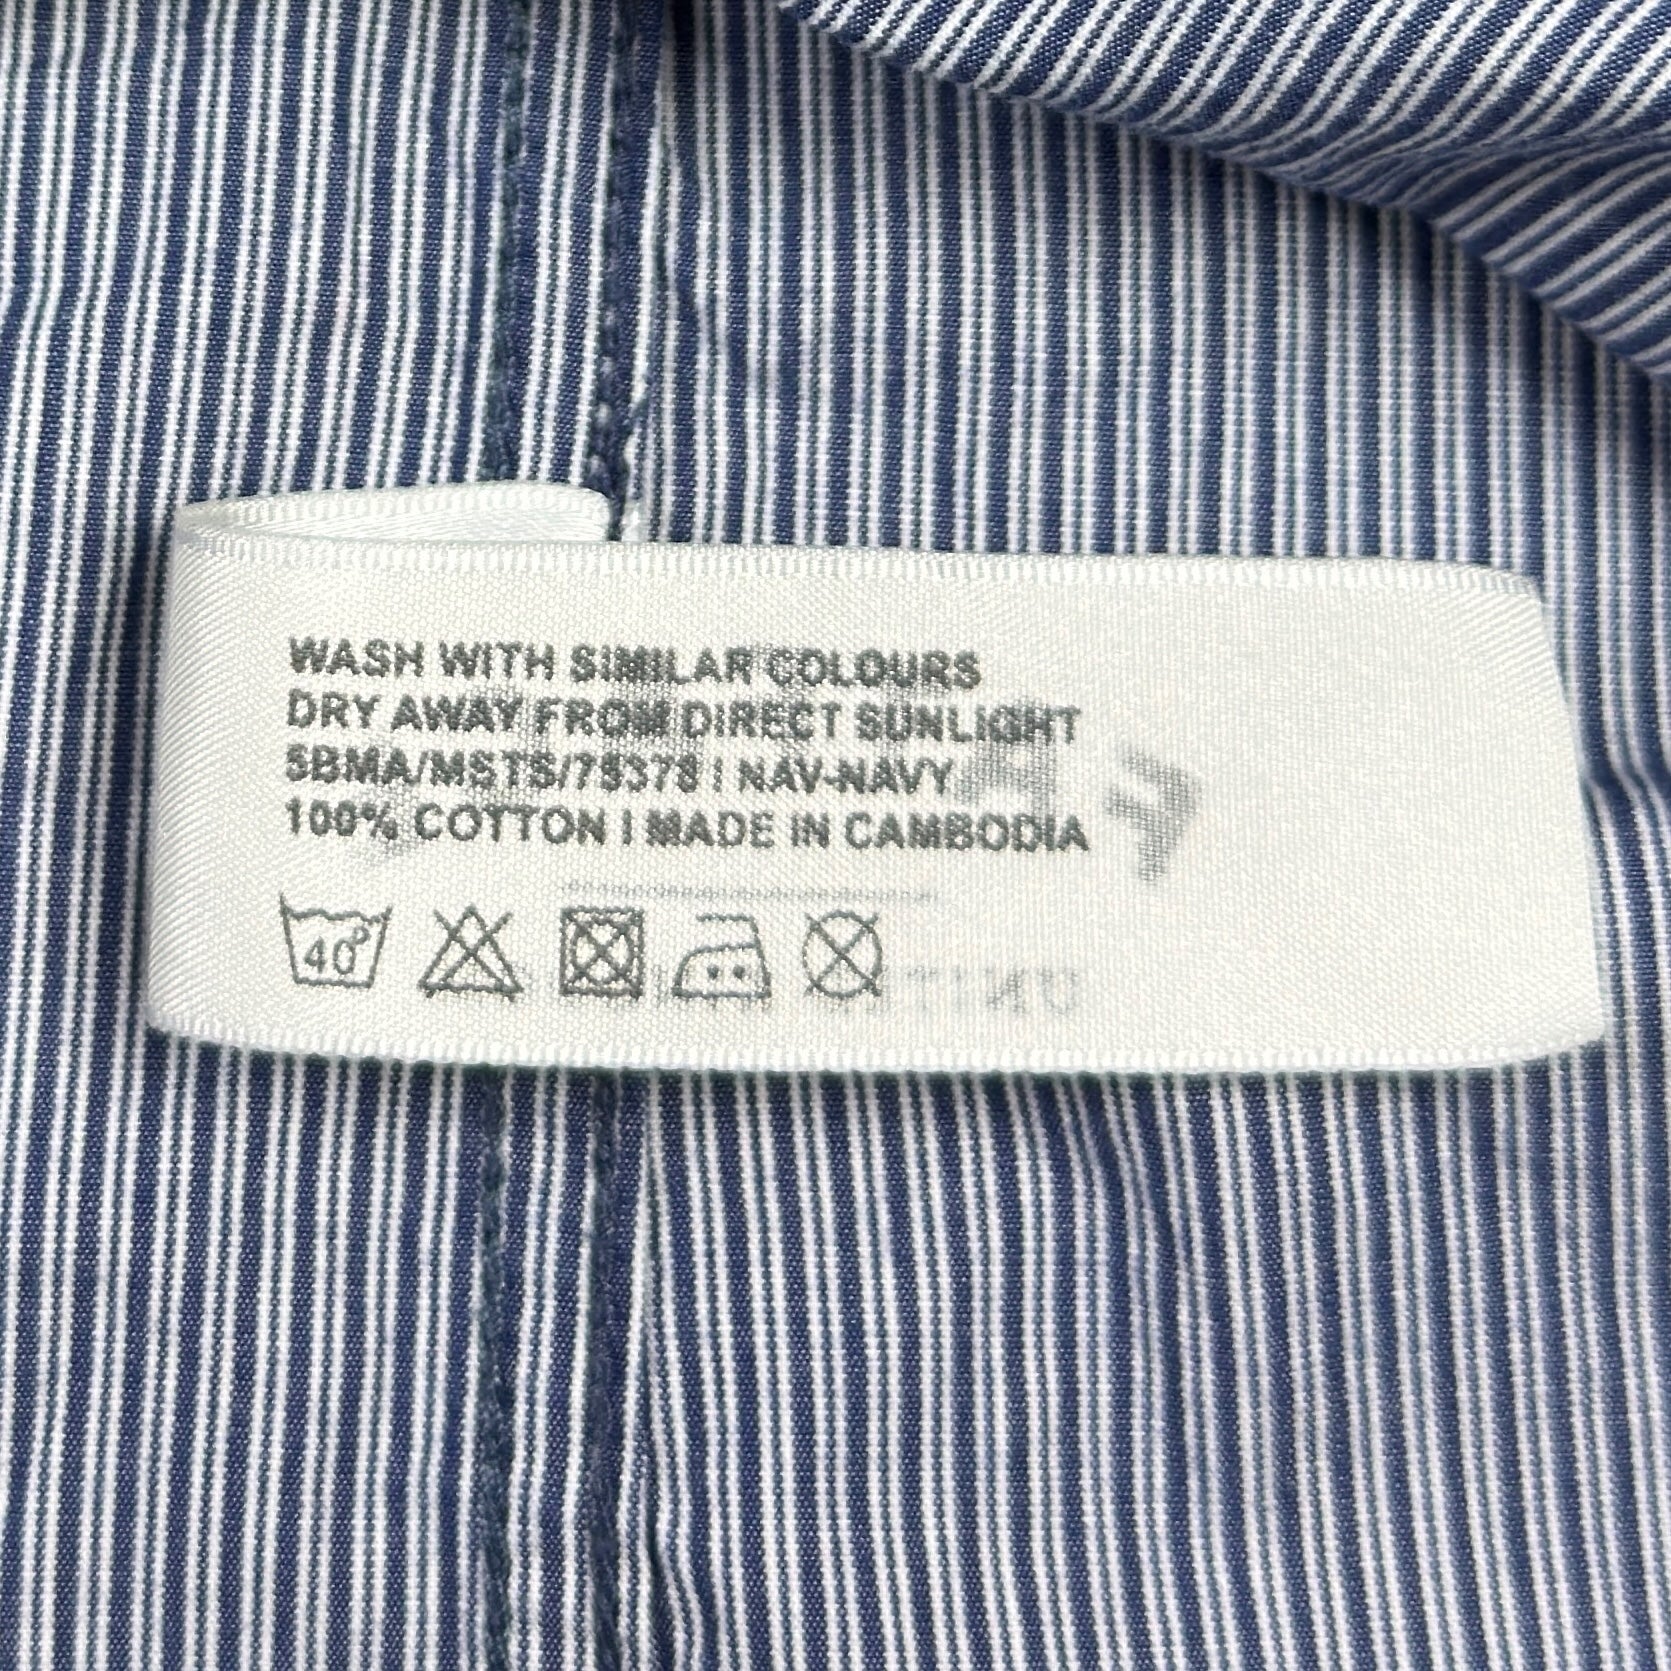 WASH WITH SIMILAR COLOURS
DRY AWAY FROM DIRECT SUNLIGHT
5BMA/MSTS/78378 | NAV-NAVY
100% COTTON | MADE IN CAMBODIA
40°